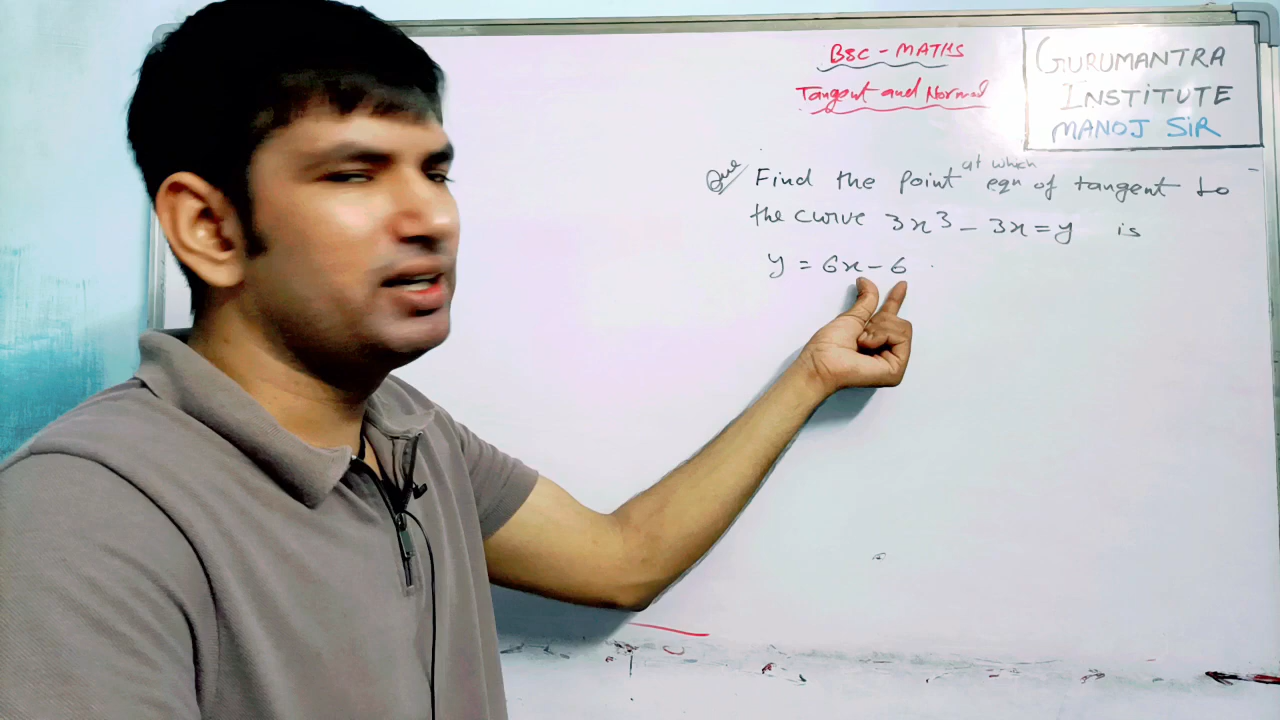 BSC - MATHS
Tangent and Normal
GURUMANTRA
INSTITUTE
MANOJ SIR
Que Find the point at which eqn of tangent to
the curve 3x³ - 3x = y is
y = 6x - 6